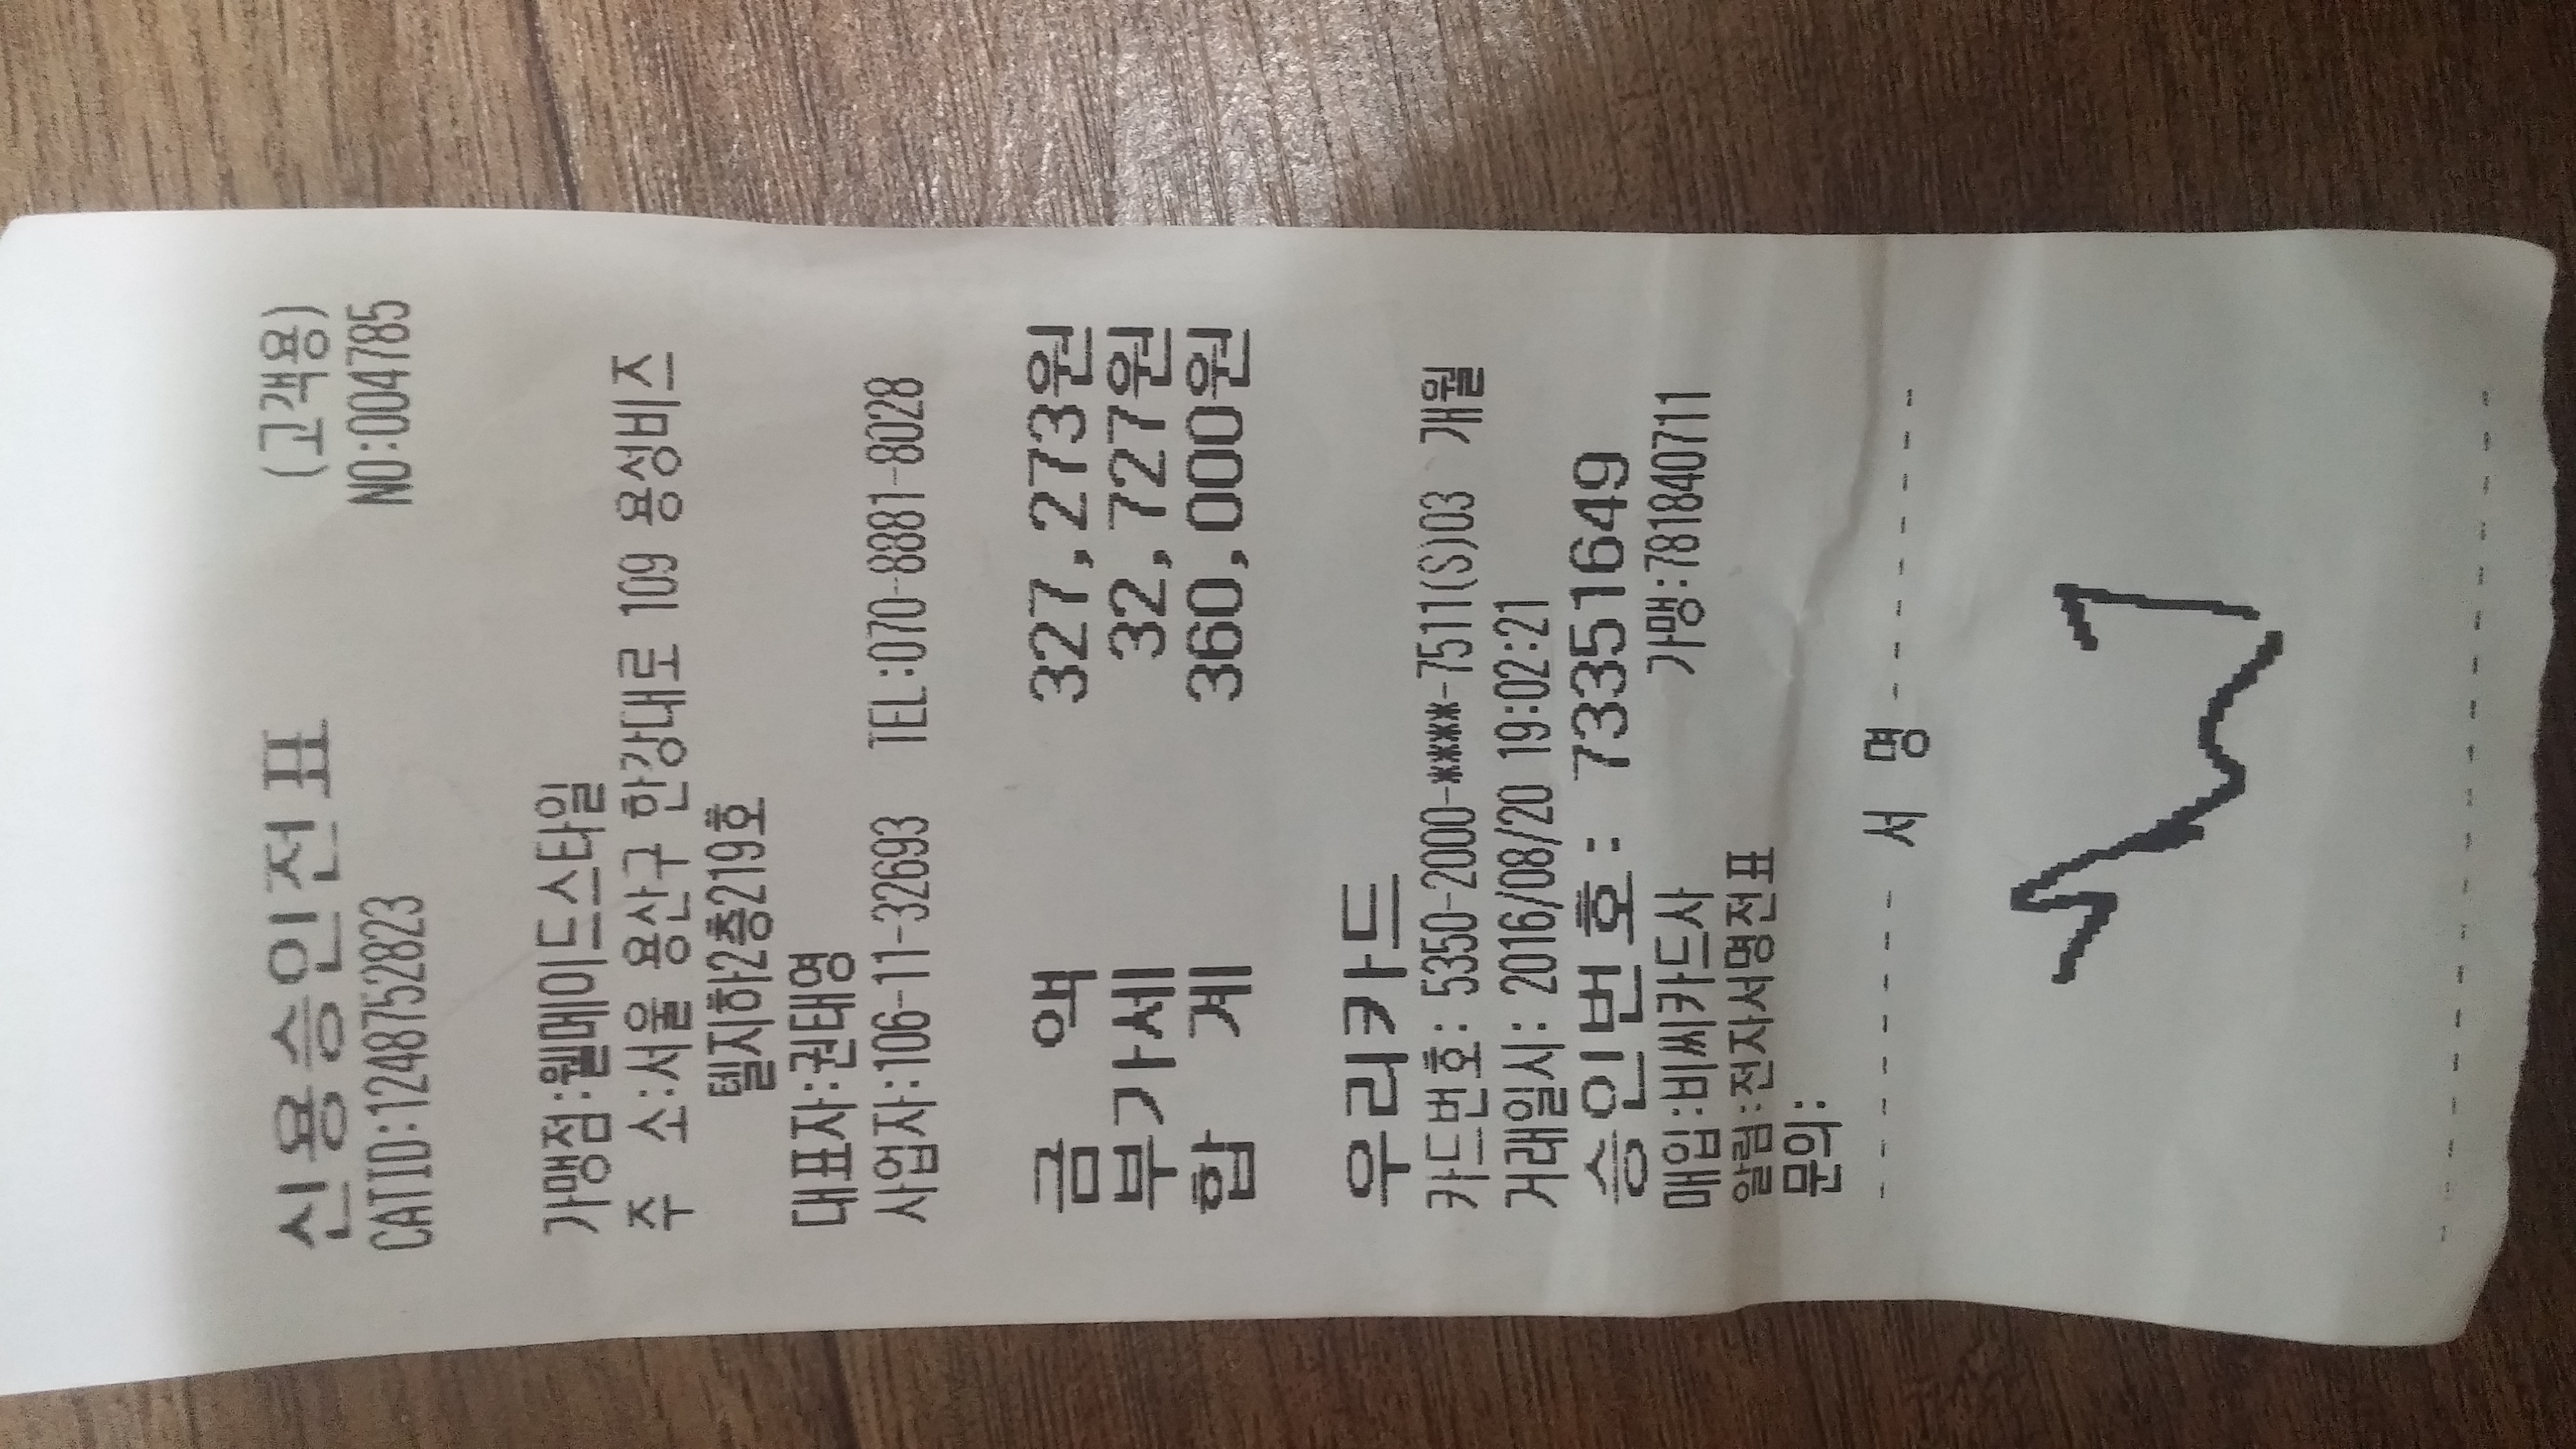 신용승인전표 (고객용)
CATID:1248752823 NO:004785
가맹점:웰메이드스타일
주 소:서울 용산구 한강대로 109 용성비즈
텔지하2층219호
대표자:권태영
사업자:106-11-32693 TEL:070-8881-8028
금 액 327,273원
부가세 32,727원
합 계 360,000원
우리카드
카드번호: 5350-2000-****-7511(S)03 개월
거래일시: 2016/08/20 19:02:21
승인번호: 73351649
매입:비씨카드사 가맹:781840711
알림:전자서명전표
문의:
서 명